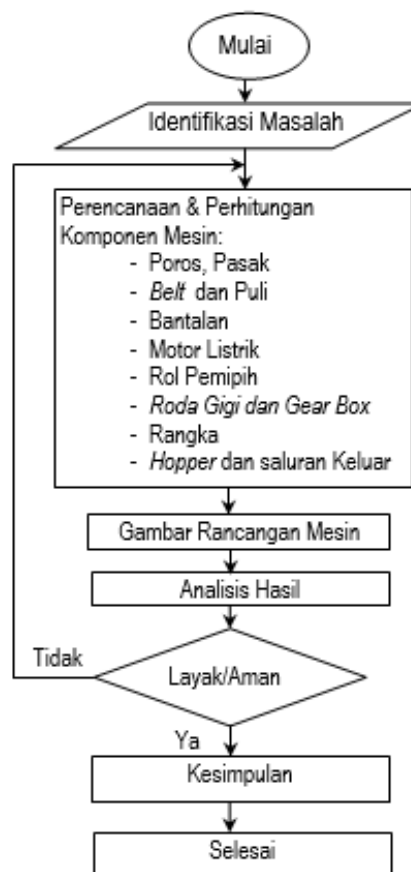 Mulai
Identifikasi Masalah
Perencanaan & Perhitungan
Komponen Mesin:
- Poros, Pasak
- Belt dan Puli
- Bantalan
- Motor Listrik
- Rol Pemipih
- Roda Gigi dan Gear Box
- Rangka
- Hopper dan saluran Keluar
Gambar Rancangan Mesin
Analisis Hasil
Tidak
Layak/Aman
Ya
Kesimpulan
Selesai